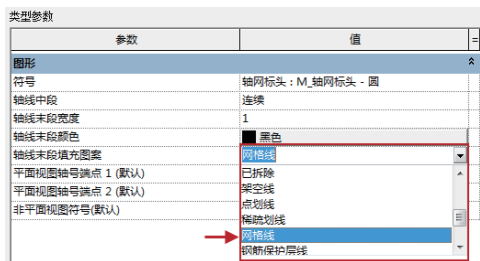 类型参数
参数 值 =
图形
符号 轴网标头 : M_轴网标头 - 圆
轴线中段 连续
轴线末段宽度 1
轴线末段颜色 黑色
轴线末段填充图案 网格线
平面视图轴号端点 1 (默认) 已拆除
平面视图轴号端点 2 (默认) 架空线
非平面视图符号(默认) 点划线
稀疏划线
网格线
钢筋保护层线